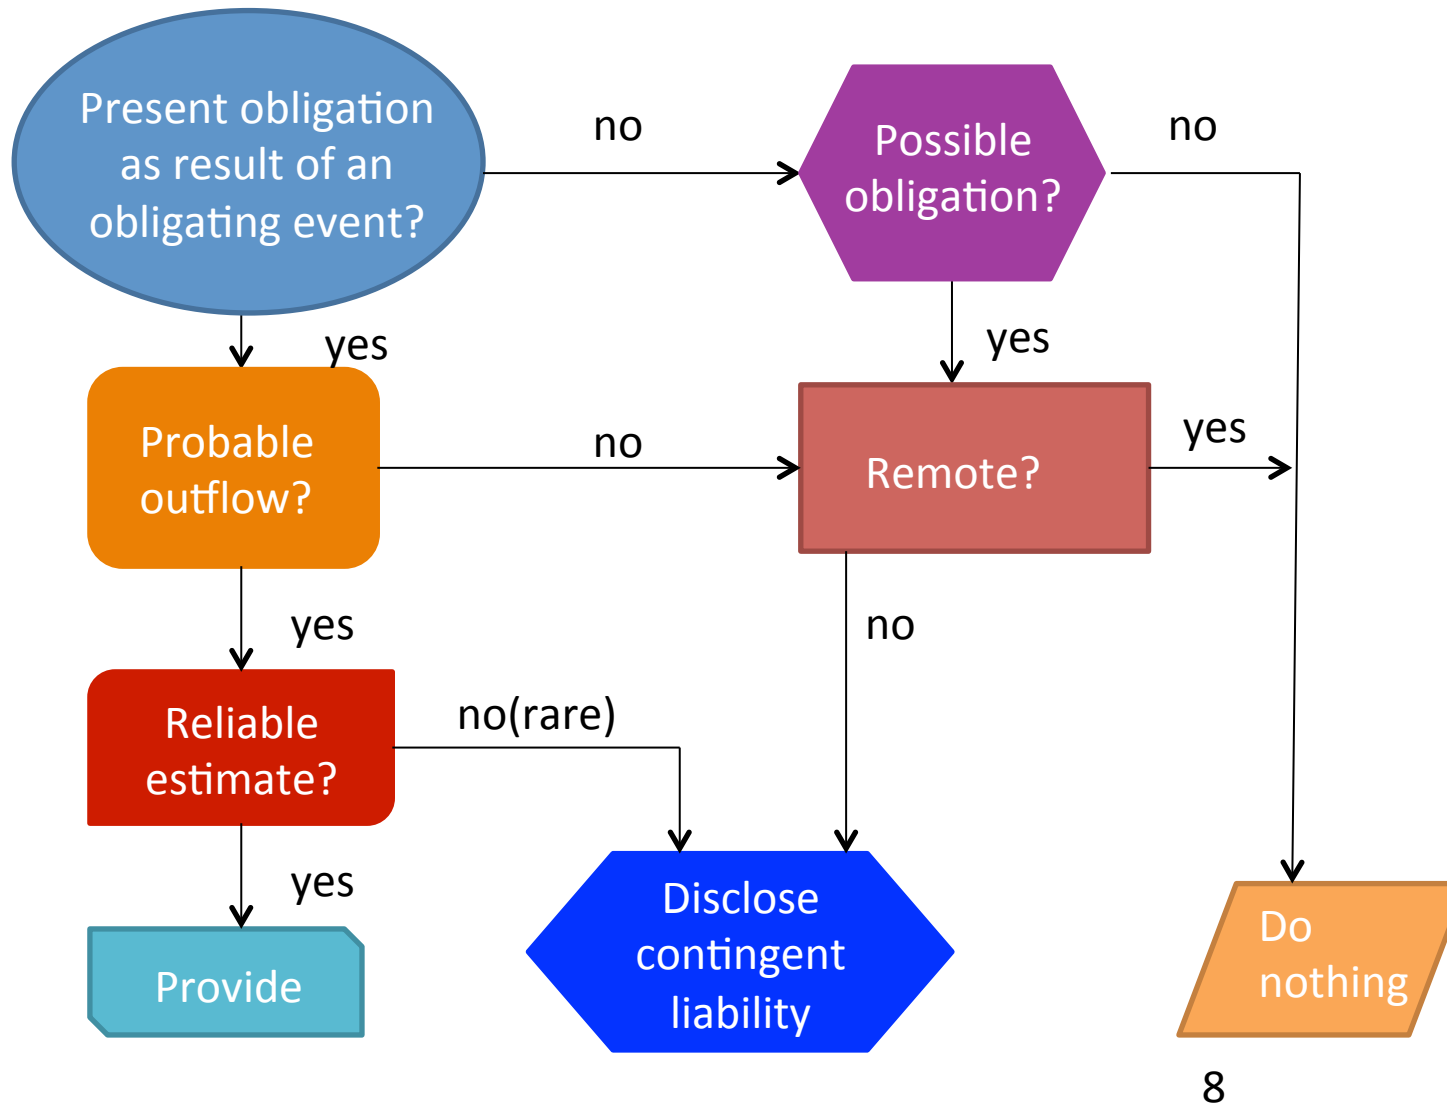 Present obligation
as result of an
obligating event?
no
Possible
obligation?
no
yes
yes
Probable
outflow?
no
Remote?
yes
yes
no
Reliable
estimate?
no(rare)
yes
Provide
Disclose
contingent
liability
Do
nothing
8